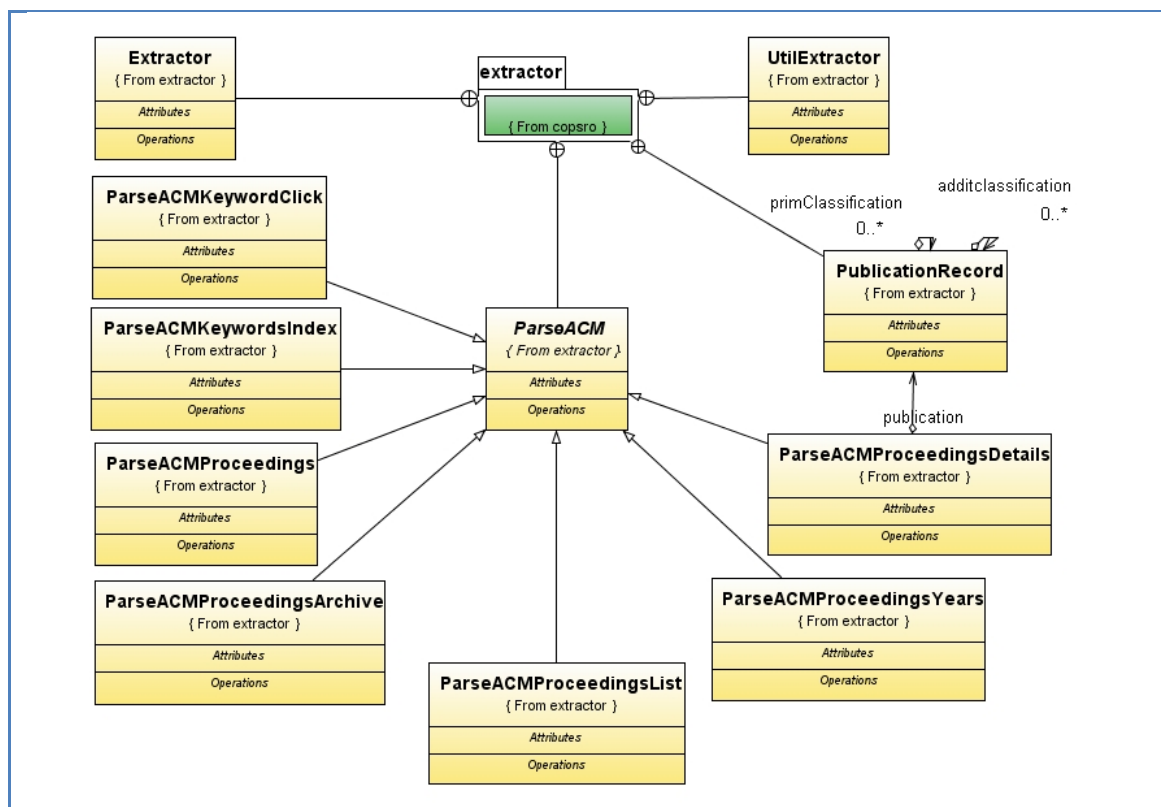 Extractor
{ From extractor }
Attributes
Operations
extractor
{ From copsro }
UtilExtractor
{ From extractor }
Attributes
Operations
ParseACMKeywordClick
{ From extractor }
Attributes
Operations
primClassification
0..*
additclassification
0..*
PublicationRecord
{ From extractor }
Attributes
Operations
ParseACMKeywordsIndex
{ From extractor }
Attributes
Operations
ParseACM
{ From extractor }
Attributes
Operations
publication
ParseACMProceedings
{ From extractor }
Attributes
Operations
ParseACMProceedingsDetails
{ From extractor }
Attributes
Operations
ParseACMProceedingsArchive
{ From extractor }
Attributes
Operations
ParseACMProceedingsList
{ From extractor }
Attributes
Operations
ParseACMProceedingsYears
{ From extractor }
Attributes
Operations